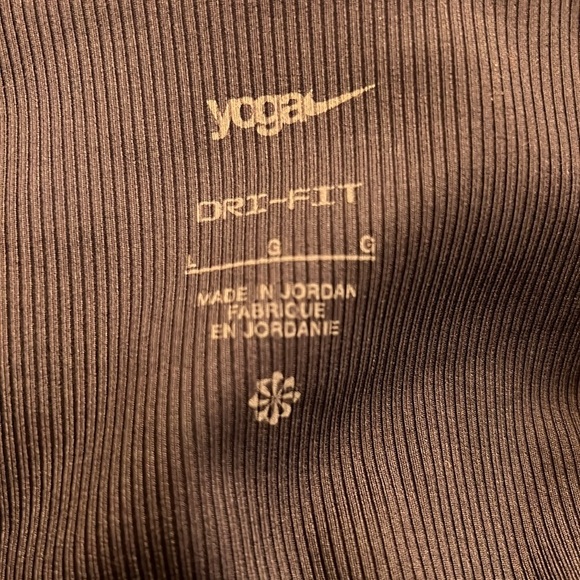 yoga
DRI-FIT
L G G
MADE IN JORDAN
FABRIQUE
EN JORDANIE